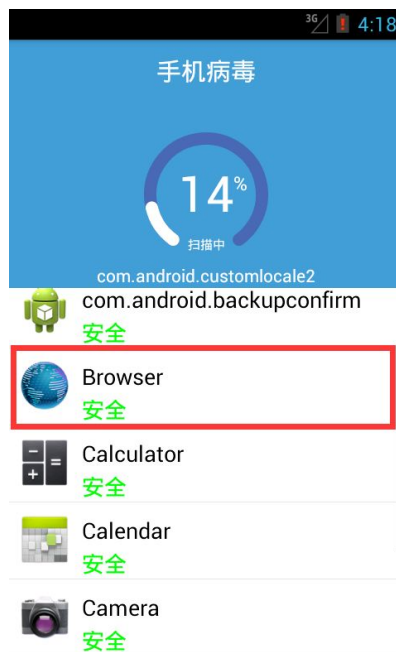 3G 4:18
手机病毒
14%
扫描中
com.android.customlocale2
com.android.backupconfirm
安全
Browser
安全
Calculator
安全
Calendar
安全
Camera
安全